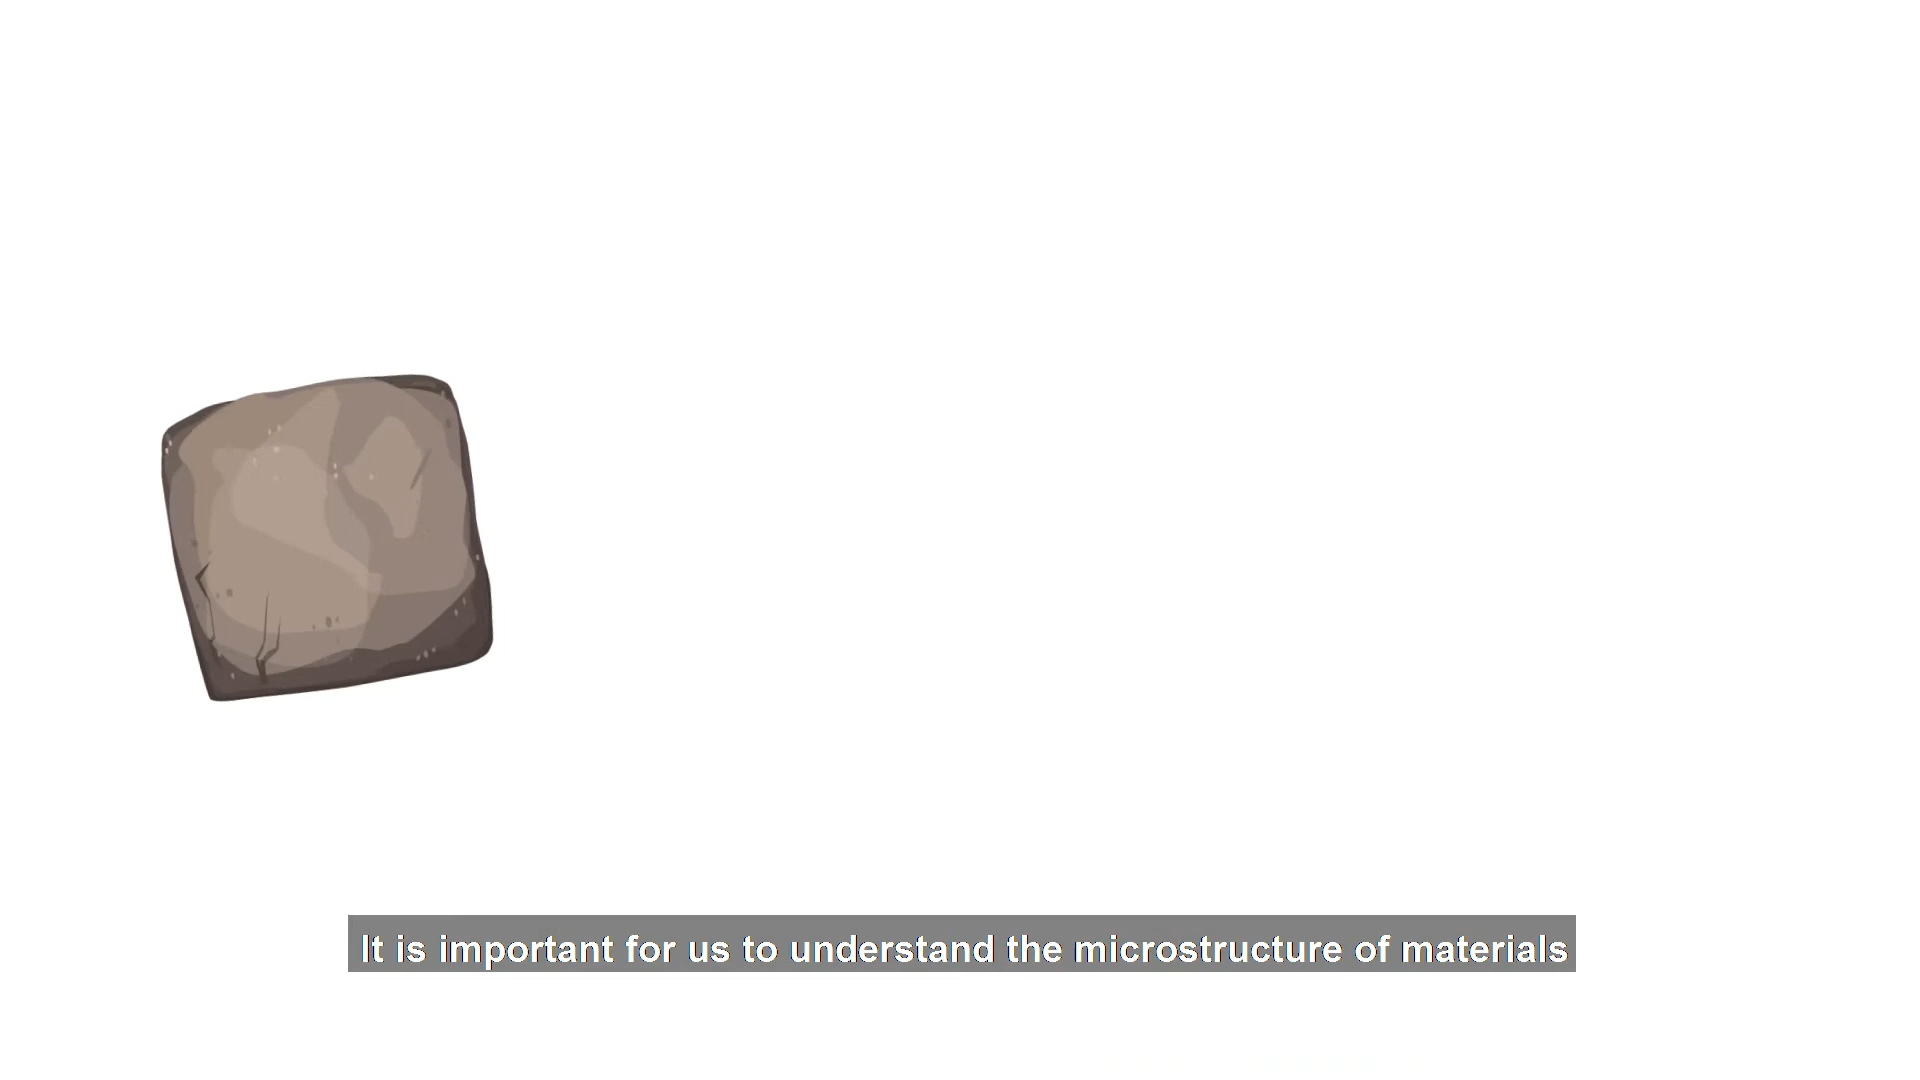 It is important for us to understand the microstructure of materials